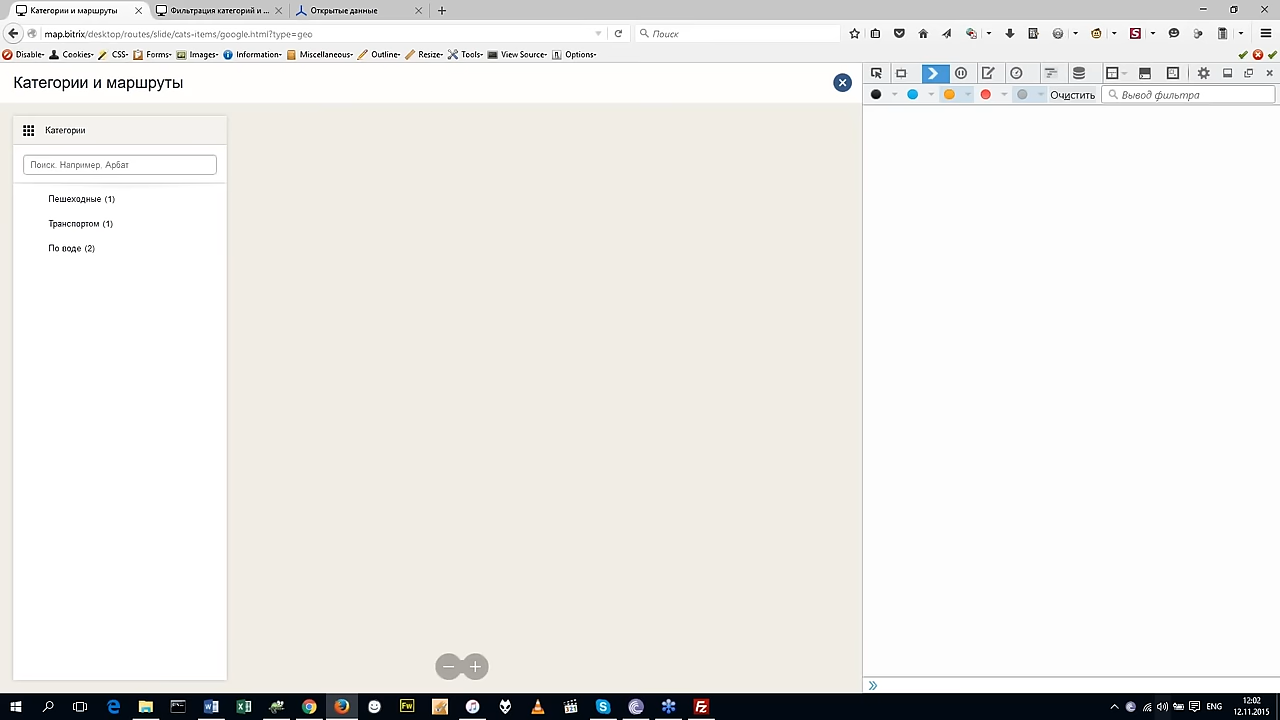 Категории и маршруты
Фильтрация категорий и ...
Открытые данные
map.bitrix/desktop/routes/slide/cats-items/google.html?type=geo
Поиск
Disable- Cookies- CSS- Forms- Images- Information- Miscellaneous- Outline- Resize- Tools- View Source- Options-
Категории и маршруты
Очистить
Вывод фильтра
Категории
Поиск. Например, Арбат
Пешеходные (1)
Транспортом (1)
По воде (2)
ENG
12:02
12.11.2015